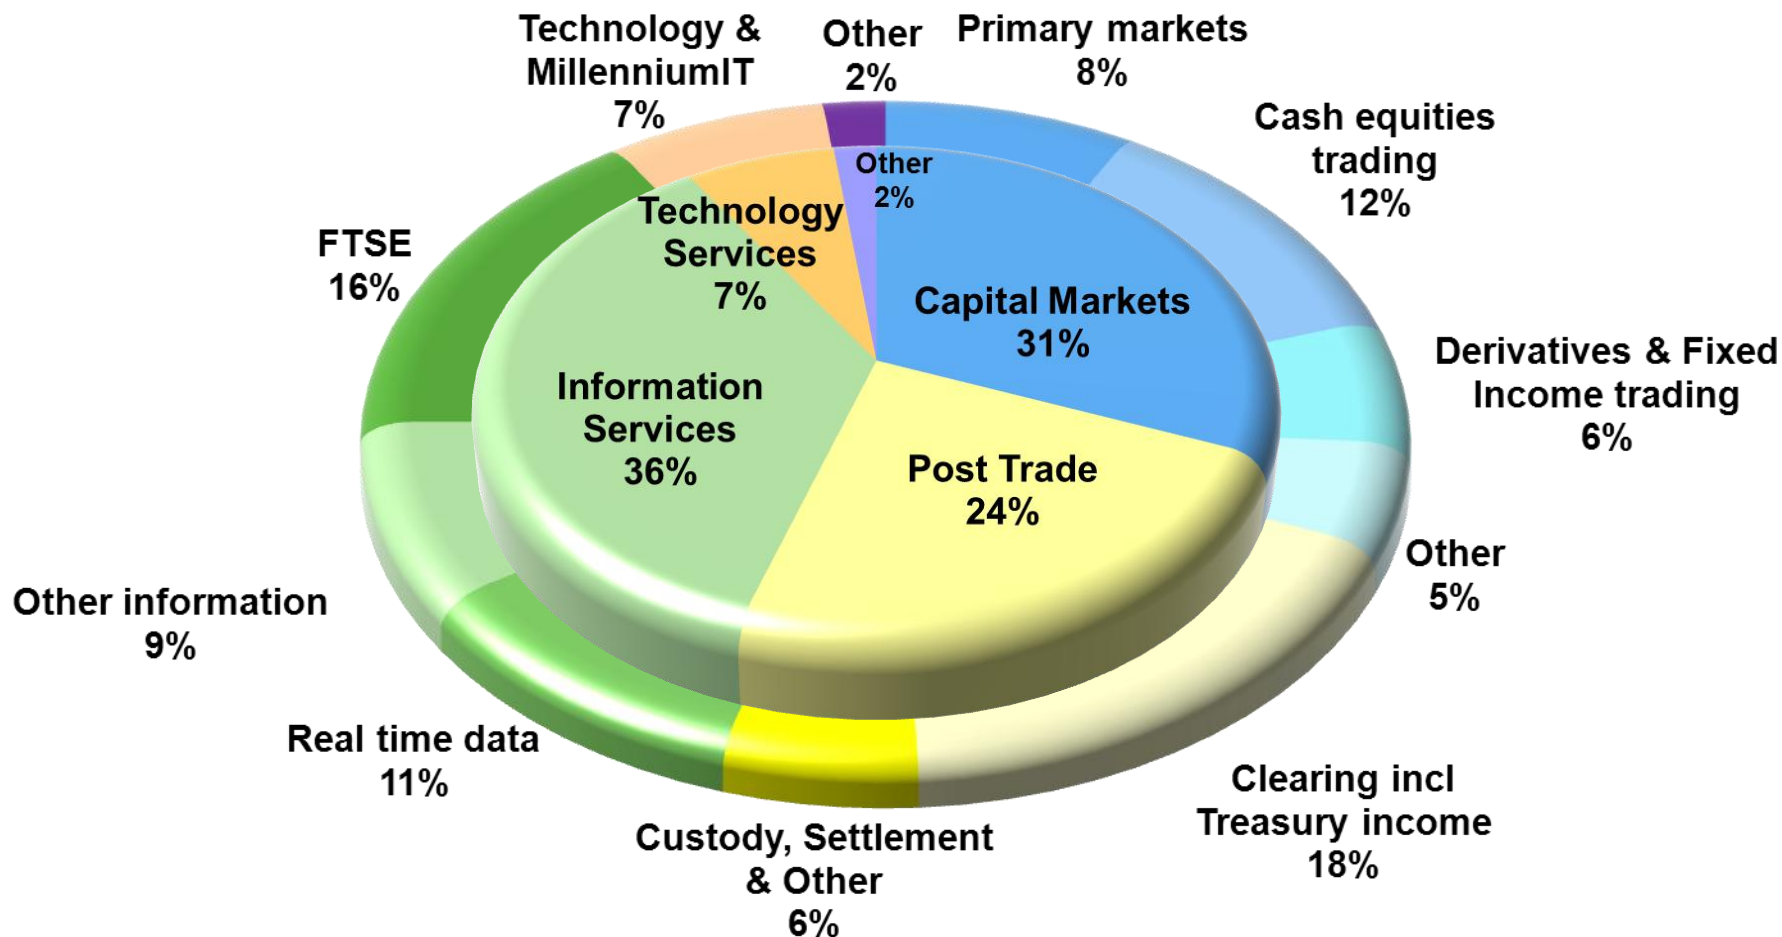 Technology &
MillenniumIT
7%
Other
2%
Primary markets
8%
Cash equities
trading
12%
Derivatives & Fixed
Income trading
6%
Other
5%
Clearing incl
Treasury income
18%
Custody, Settlement
& Other
6%
Real time data
11%
Other information
9%
FTSE
16%
Technology
Services
7%
Other
2%
Capital Markets
31%
Information
Services
36%
Post Trade
24%